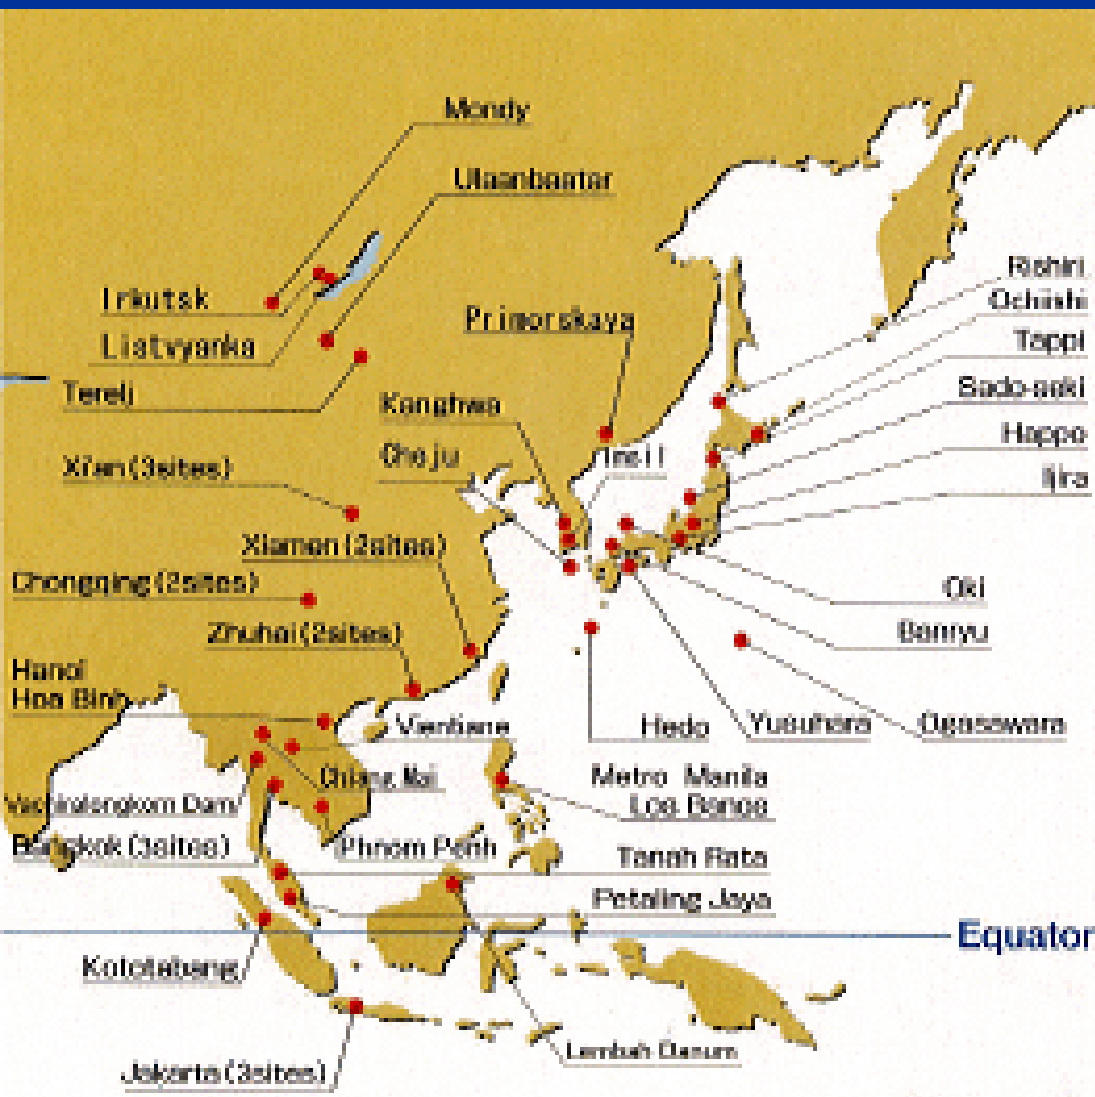 Mondy
Ulaanbaatar
Rishiri
Irkutsk
Ochiishi
Primorskaya
Tappi
Listvyanka
Sado-seki
Terelj
Kanghwa
Happo
Cheju
Imsil
Xi'an(3sites)
Ijira
Xiamen(2sites)
Chongqing(2sites)
Oki
Zhuhai(2sites)
Banryu
Hanoi
Hoa Binh
Vientiane
Hedo
Yusuhara
Ogasawara
Chiang Mai
Metro Manila
Los Banos
Vachiralongkorn Dam
Bangkok(3sites)
Phnom Penh
Tanah Rata
Petaling Jaya
Equator
Kototabang
Lembah Danum
Jakarta(3sites)